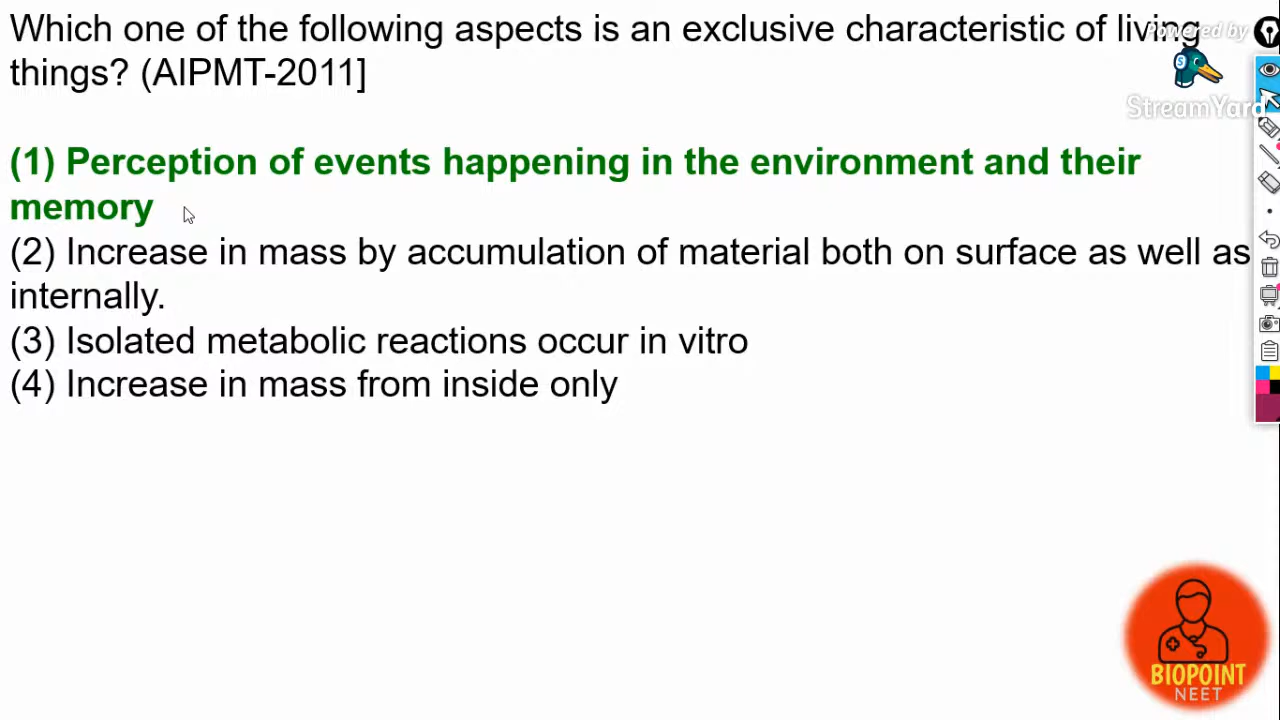 Which one of the following aspects is an exclusive characteristic of living
Powered by
things? (AIPMT-2011]
S
StreamYard
(1) Perception of events happening in the environment and their
memory
(2) Increase in mass by accumulation of material both on surface as well as
internally.
(3) Isolated metabolic reactions occur in vitro
(4) Increase in mass from inside only
BIOPOINT
NEET